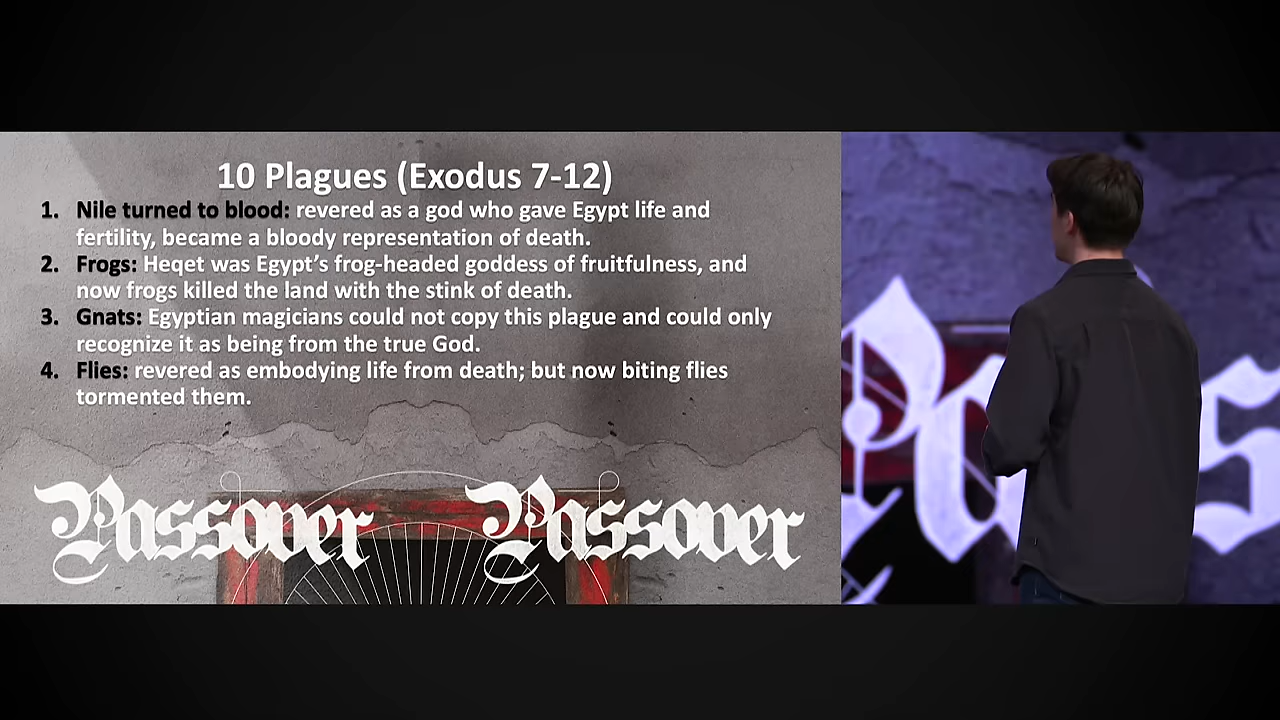 10 Plagues (Exodus 7-12)
1. Nile turned to blood: revered as a god who gave Egypt life and
fertility, became a bloody representation of death.
2. Frogs: Heqet was Egypt’s frog-headed goddess of fruitfulness, and
now frogs killed the land with the stink of death.
3. Gnats: Egyptian magicians could not copy this plague and could only
recognize it as being from the true God.
4. Flies: revered as embodying life from death; but now biting flies
tormented them.
Passover Passover
Pas s